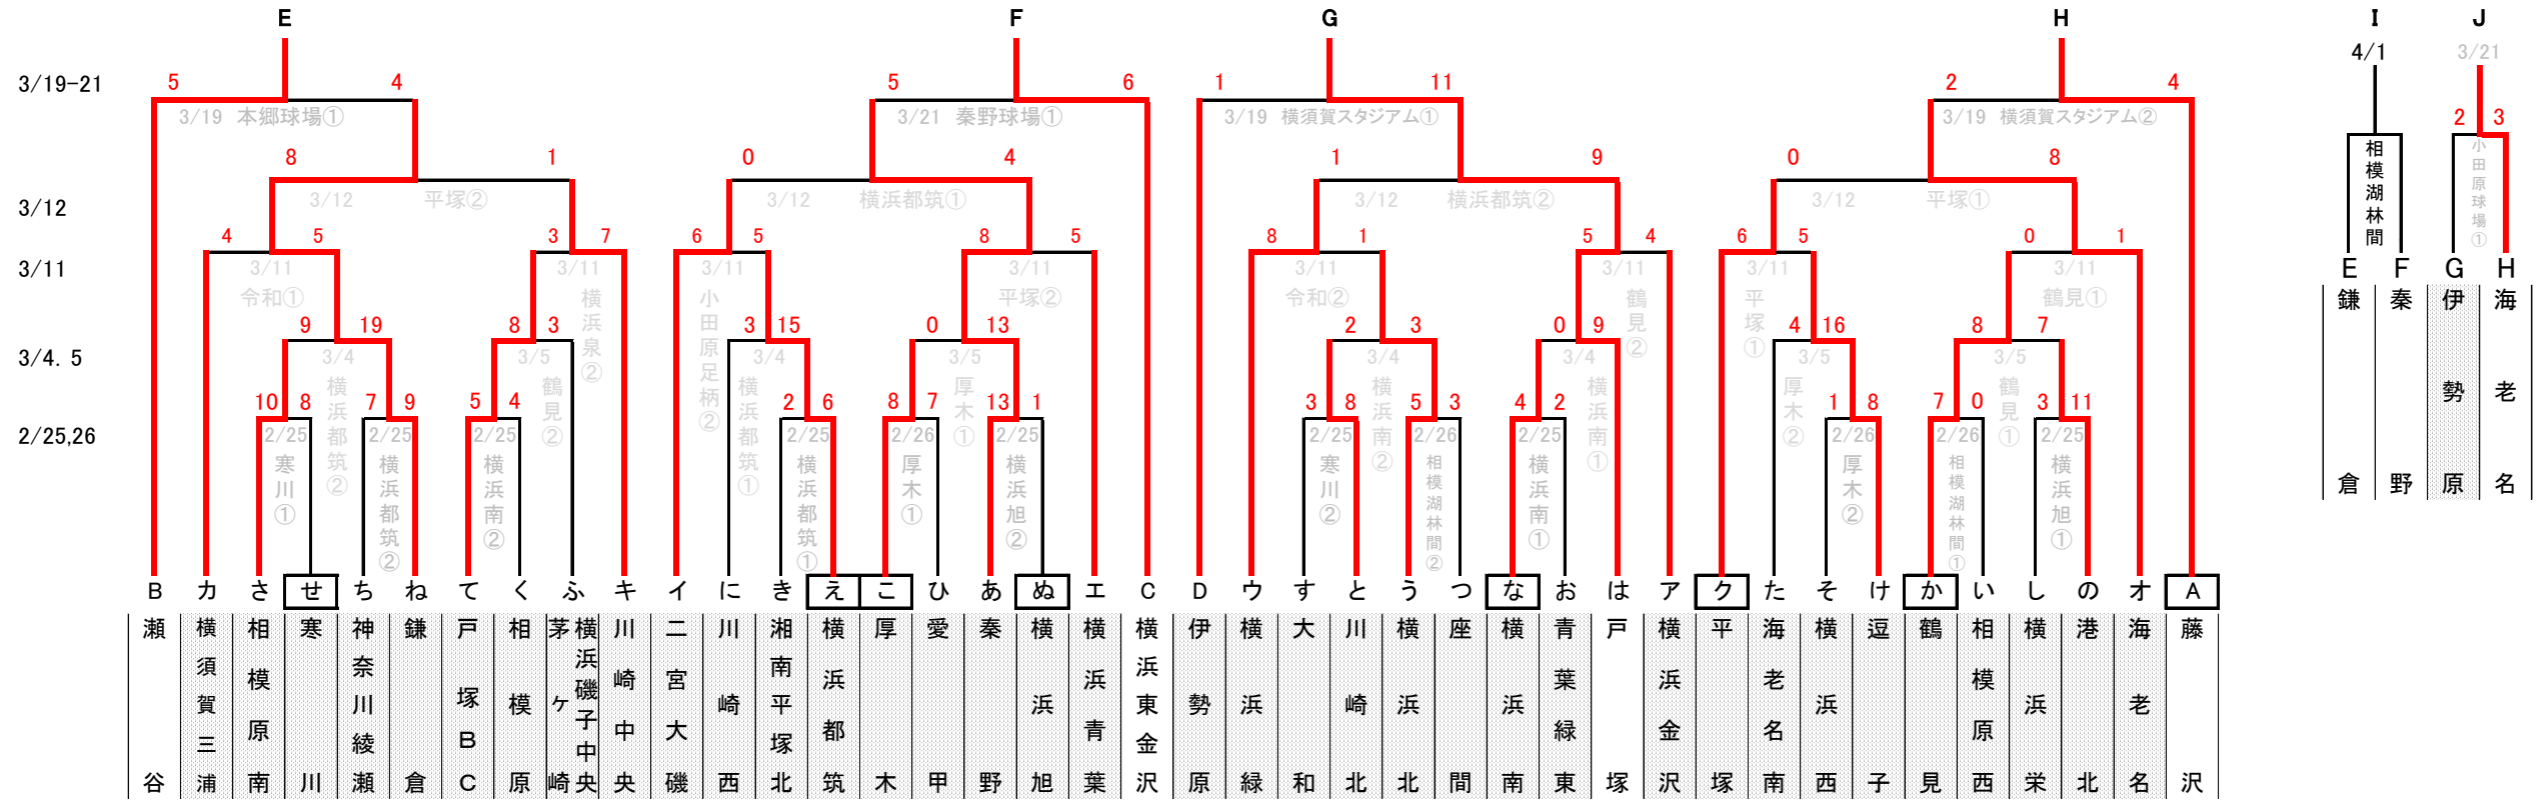 E F G H I J
4/1 3/21
3/19-21 5 4 5 6 1 11 2 4
3/19 本郷球場① 3/21 秦野球場① 3/19 横須賀スタジアム① 3/19 横須賀スタジアム②
2 3
相模湖林間 小田原球場①
8 1 0 4 1 9 0 8
3/12
3/12 平塚② 3/12 横浜都筑① 3/12 横浜都筑② 3/12 平塚①
4 5 3 7 6 5 8 5 8 1 5 4 6 5 0 1
3/11
3/11 3/11 3/11 3/11 3/11 3/11 3/11 3/11
令和① 横浜泉② 小田原足柄② 平塚② 令和② 鶴見② 平塚① 鶴見①
E F G H
鎌倉 秦野 伊勢原 海老名
9 19 8 3 3 15 0 13 2 3 0 9 4 16 8 7
3/4. 5
3/4 3/5 3/4 3/5 3/4 3/4 3/5 3/5
横浜都筑② 鶴見② 横浜都筑① 厚木① 横浜南② 横浜南① 厚木② 鶴見①
10 8 7 9 5 4 2 6 8 7 13 1 3 8 5 3 4 2 1 8 7 0 3 11
2/25,26
2/25 2/25 2/25 2/26 2/25 2/25 2/26 2/25 2/26 2/26 2/25
寒川① 横浜都筑② 横浜南② 横浜都筑① 厚木① 横浜旭② 寒川② 相模湖林間② 横浜南① 厚木② 相模湖林間① 横浜旭①
B カ さ せ ち ね て く ふ キ イ に き え こ ひ あ ぬ エ C D ウ す と う つ な お は ア ク た そ け か い し の オ A
瀬谷
横須賀三浦
相模原南
寒川
神奈川綾瀬
鎌倉
戸塚BC
相模原
茅ケ崎
横浜磯子中央
川崎中央
二宮大磯
川崎西
湘南平塚北
横浜都筑
厚木
愛甲
秦野
横浜旭
横浜青葉
横浜東金沢
伊勢原
横浜緑
大和
川崎北
横浜北
座間
横浜南
青葉緑東
戸塚
横浜金沢
平塚
海老名南
横浜西
逗子
鶴見
相模原西
横浜栄
港北
海老名
藤沢